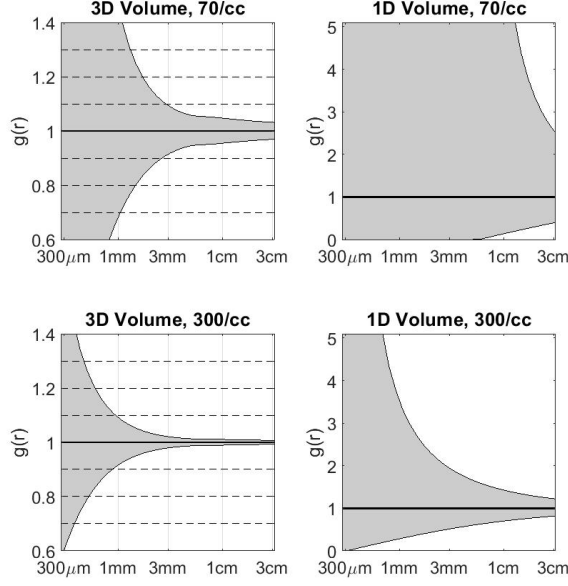 3D Volume, 70/cc
1.4
1.2
1
0.8
0.6
g(r)
300μm 1mm 3mm 1cm 3cm
1D Volume, 70/cc
5
4
3
2
1
0
g(r)
300μm 1mm 3mm 1cm 3cm
3D Volume, 300/cc
1.4
1.2
1
0.8
0.6
g(r)
300μm 1mm 3mm 1cm 3cm
1D Volume, 300/cc
5
4
3
2
1
0
g(r)
300μm 1mm 3mm 1cm 3cm